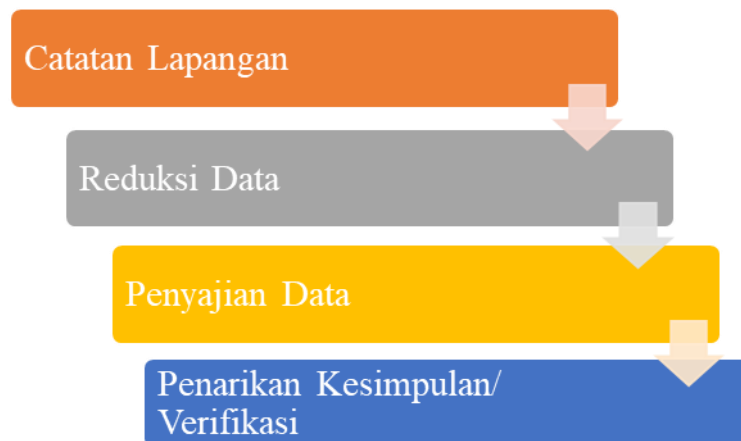 Catatan Lapangan
Reduksi Data
Penyajian Data
Penarikan Kesimpulan/
Verifikasi